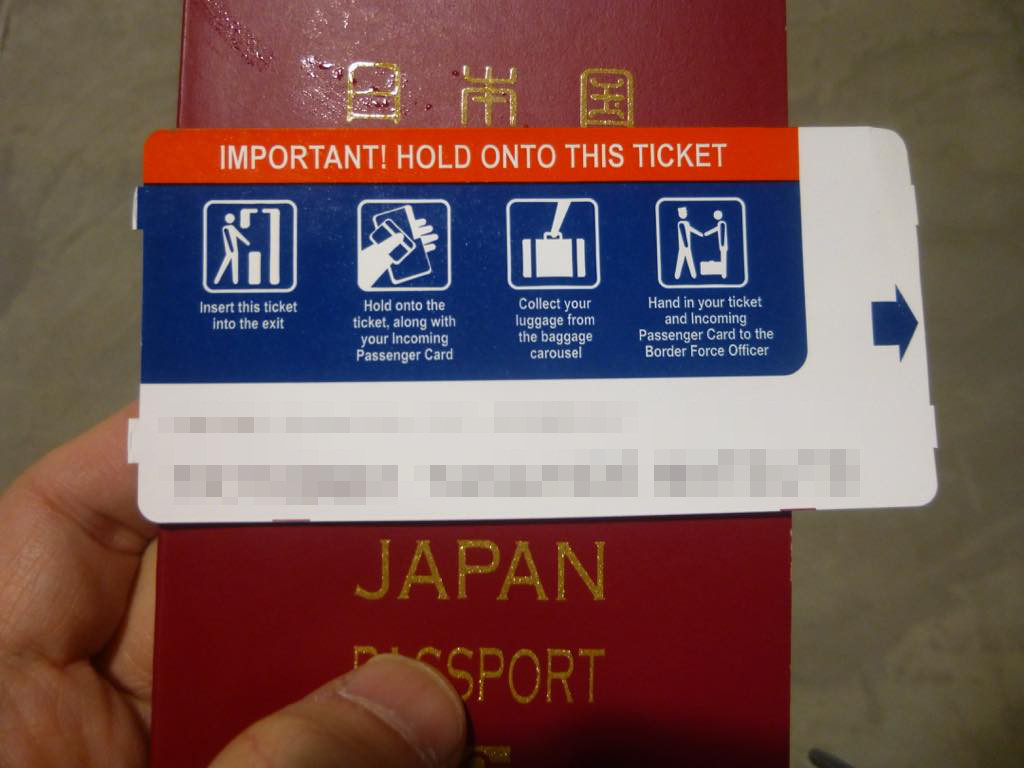 日本国
IMPORTANT! HOLD ONTO THIS TICKET
Insert this ticket
into the exit
Hold onto the
ticket, along with
your Incoming
Passenger Card
Collect your
luggage from
the baggage
carousel
Hand in your ticket
and Incoming
Passenger Card to the
Border Force Officer
JAPAN
PASSPORT